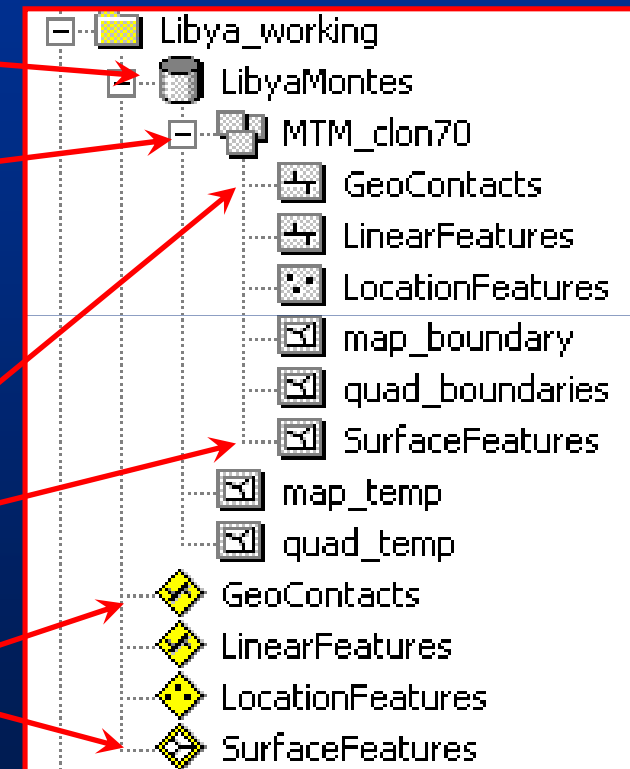 Libya_working
LibyaMontes
MTM_clon70
GeoContacts
LinearFeatures
LocationFeatures
map_boundary
quad_boundaries
SurfaceFeatures
map_temp
quad_temp
GeoContacts
LinearFeatures
LocationFeatures
SurfaceFeatures